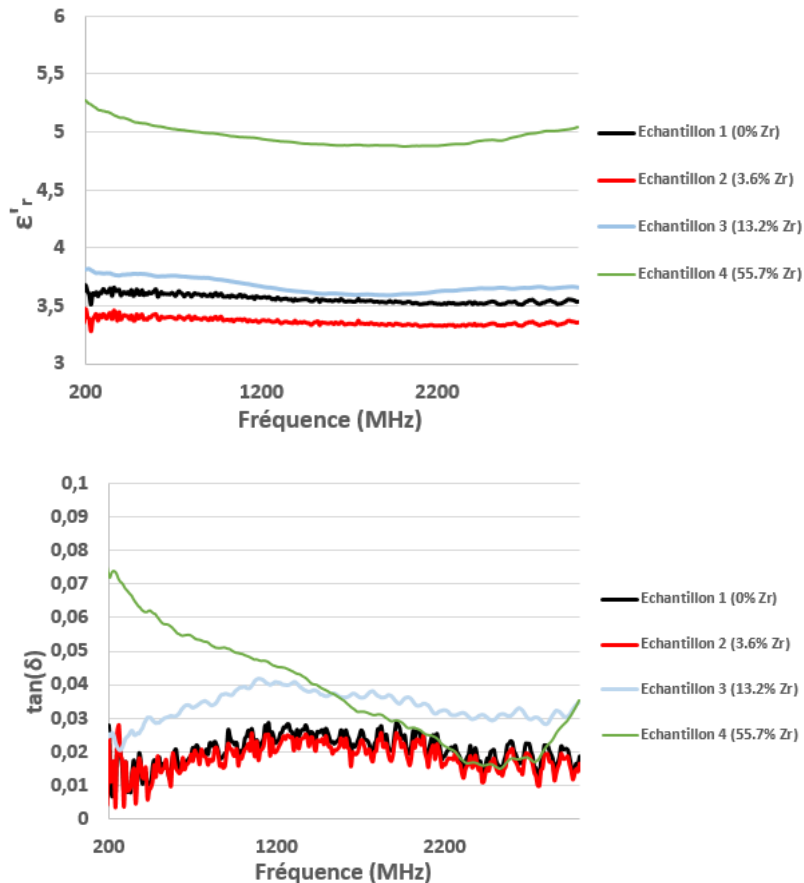 6
5,5
5
4,5
4
3,5
3
ε'r
200
1200
2200
Fréquence (MHz)
Echantillon 1 (0% Zr)
Echantillon 2 (3.6% Zr)
Echantillon 3 (13.2% Zr)
Echantillon 4 (55.7% Zr)
0,1
0,09
0,08
0,07
0,06
0,05
0,04
0,03
0,02
0,01
0
tan(δ)
200
1200
2200
Fréquence (MHz)
Echantillon 1 (0% Zr)
Echantillon 2 (3.6% Zr)
Echantillon 3 (13.2% Zr)
Echantillon 4 (55.7% Zr)